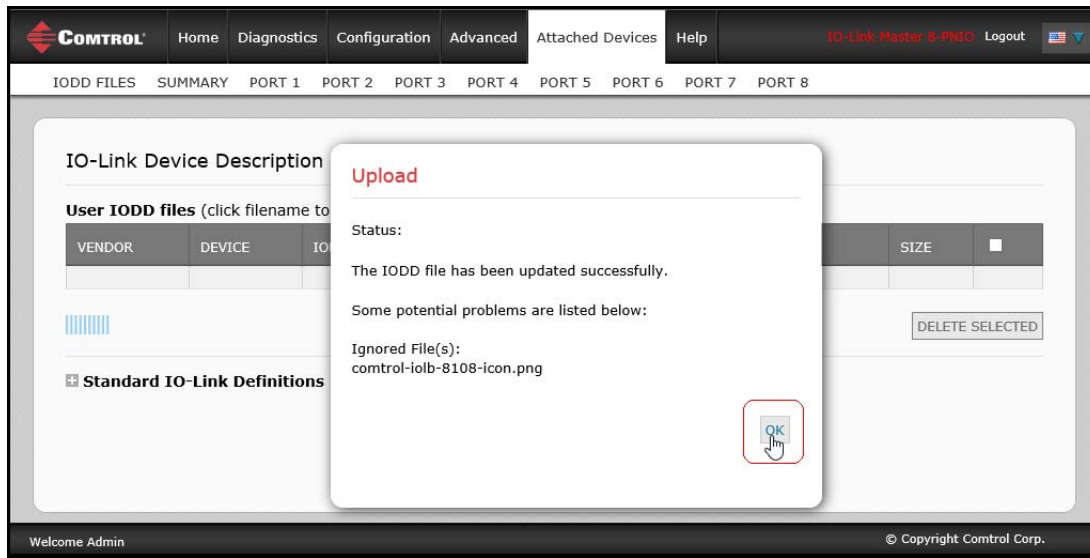 COMTROL
Home Diagnostics Configuration Advanced Attached Devices Help IO-Link Master 8-PNIO Logout
IODD FILES SUMMARY PORT 1 PORT 2 PORT 3 PORT 4 PORT 5 PORT 6 PORT 7 PORT 8
IO-Link Device Description
User IODD files (click filename to
VENDOR DEVICE IO SIZE
DELETE SELECTED
Standard IO-Link Definitions
Upload
Status:
The IODD file has been updated successfully.
Some potential problems are listed below:
Ignored File(s):
comtrol-iolb-8108-icon.png
OK
Welcome Admin © Copyright Comtrol Corp.